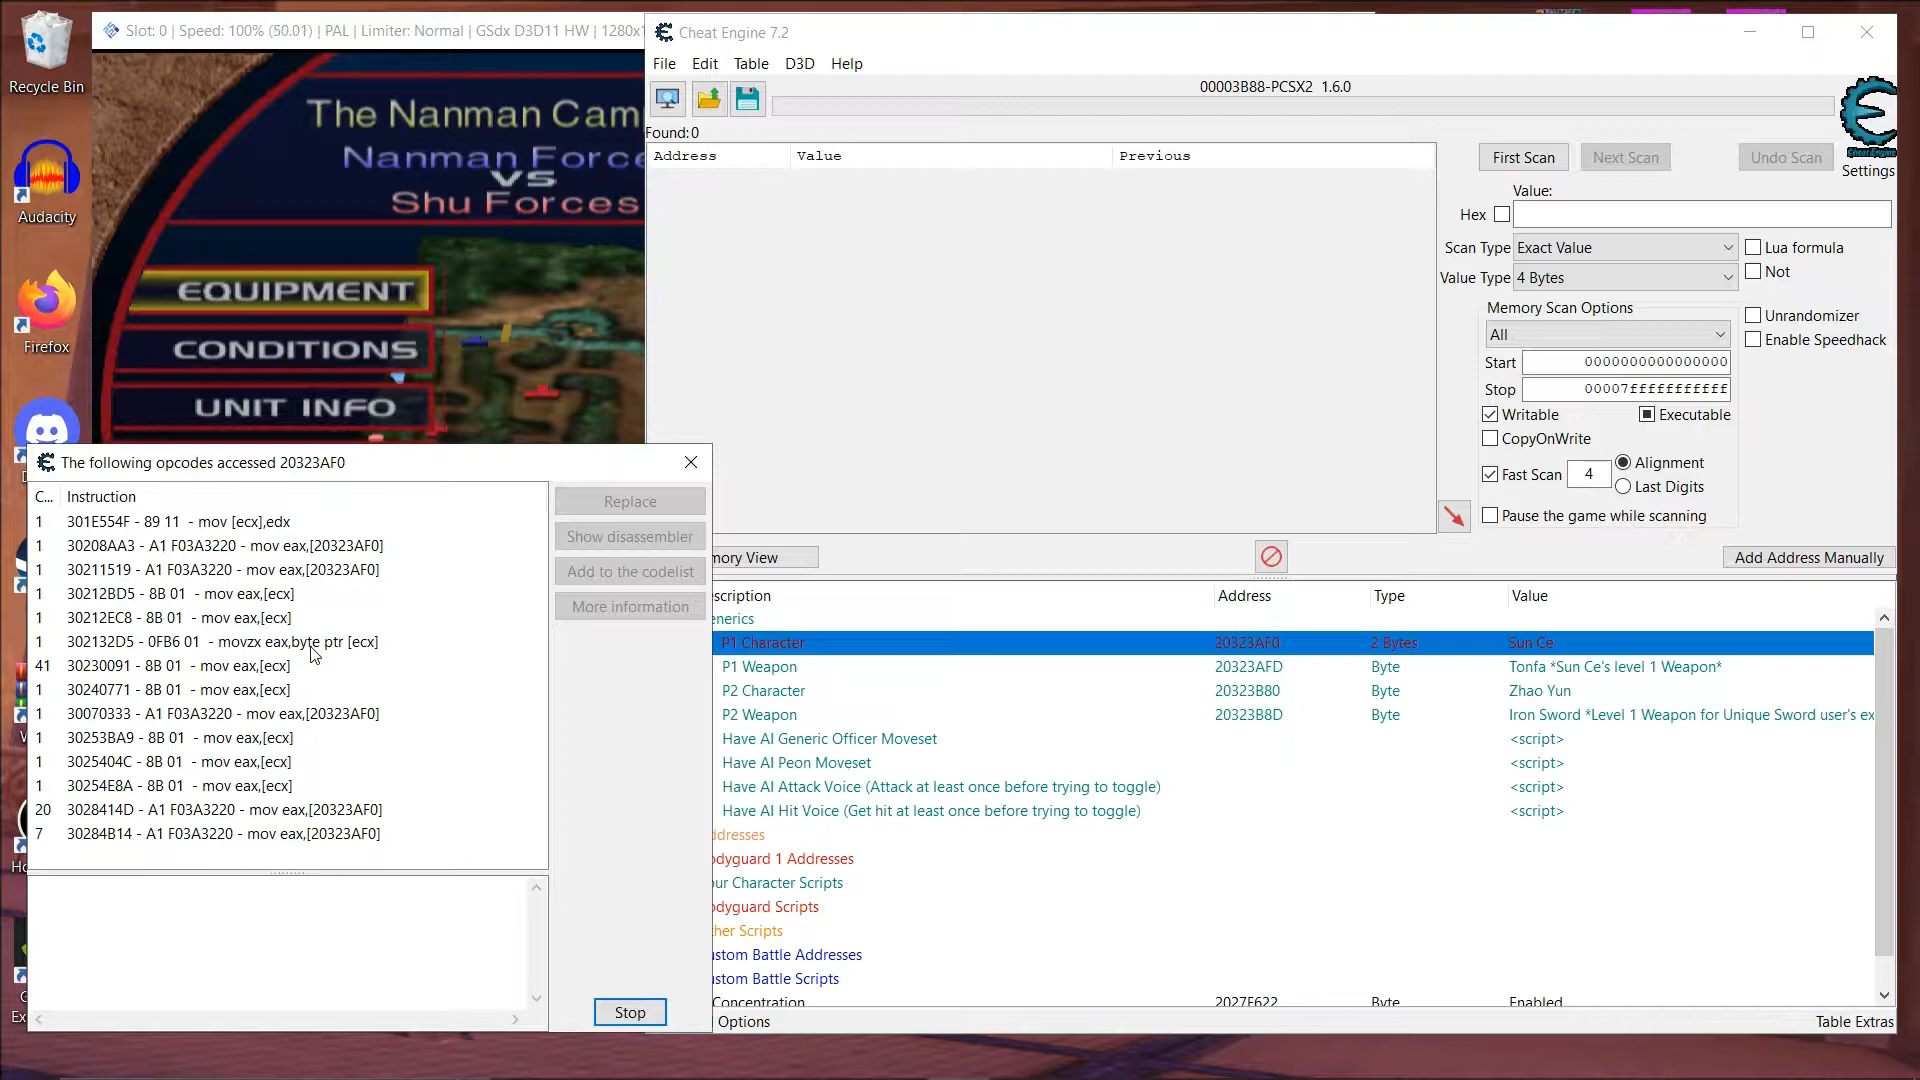 Recycle Bin
Audacity
Firefox
Slot: 0 | Speed: 100% (50.01) | PAL | Limiter: Normal | GSdx D3D11 HW |
The Nanman
Nanman
VS
Shu Forces
EQUIPMENT
CONDITIONS
UNIT INFO
Cheat Engine 7.2
File Edit Table D3D Help
00003B88-PCSX2 1.6.0
Found:0
Address Value Previous
First Scan Next Scan Undo Scan
Cheat Engine
Settings
Value:
Hex
Scan Type Exact Value Lua formula
Value Type 4 Bytes Not
Memory Scan Options
All
Unrandomizer
Enable Speedhack
Start 0000000000000000
Stop 00007fffffffffff
Writable Executable
CopyOnWrite
Fast Scan 4 Alignment
Last Digits
Pause the game while scanning
View Add Address Manually
Address Type Value
P1 Character 20323AF0 2 Bytes Sun Ce
P1 Weapon 20323AFD Byte Tonfa *Sun Ce's level 1 Weapon*
P2 Character 20323B80 Byte Zhao Yun
P2 Weapon 20323B8D Byte Iron Sword *Level 1 Weapon for Unique Sword user's ex
Have AI Generic Officer Moveset <script>
Have AI Peon Moveset <script>
Have AI Attack Voice (Attack at least once before trying to toggle) <script>
Have AI Hit Voice (Get hit at least once before trying to toggle) <script>
1 Addresses
Character Scripts
Scripts
Scripts
Battle Addresses
Battle Scripts
Concentration 2027F622 Byte Enabled
Options Table Extras
The following opcodes accessed 20323AF0
C... Instruction
1 301E554F - 89 11 - mov [ecx],edx
1 30208AA3 - A1 F03A3220 - mov eax,[20323AF0]
1 30211519 - A1 F03A3220 - mov eax,[20323AF0]
1 30212BD5 - 8B 01 - mov eax,[ecx]
1 30212EC8 - 8B 01 - mov eax,[ecx]
1 302132D5 - 0FB6 01 - movzx eax,byte ptr [ecx]
41 30230091 - 8B 01 - mov eax,[ecx]
1 30240771 - 8B 01 - mov eax,[ecx]
1 30070333 - A1 F03A3220 - mov eax,[20323AF0]
1 30253BA9 - 8B 01 - mov eax,[ecx]
1 3025404C - 8B 01 - mov eax,[ecx]
1 30254E8A - 8B 01 - mov eax,[ecx]
20 3028414D - A1 F03A3220 - mov eax,[20323AF0]
7 30284B14 - A1 F03A3220 - mov eax,[20323AF0]
Replace
Show disassembler
Add to the codelist
More information
Stop